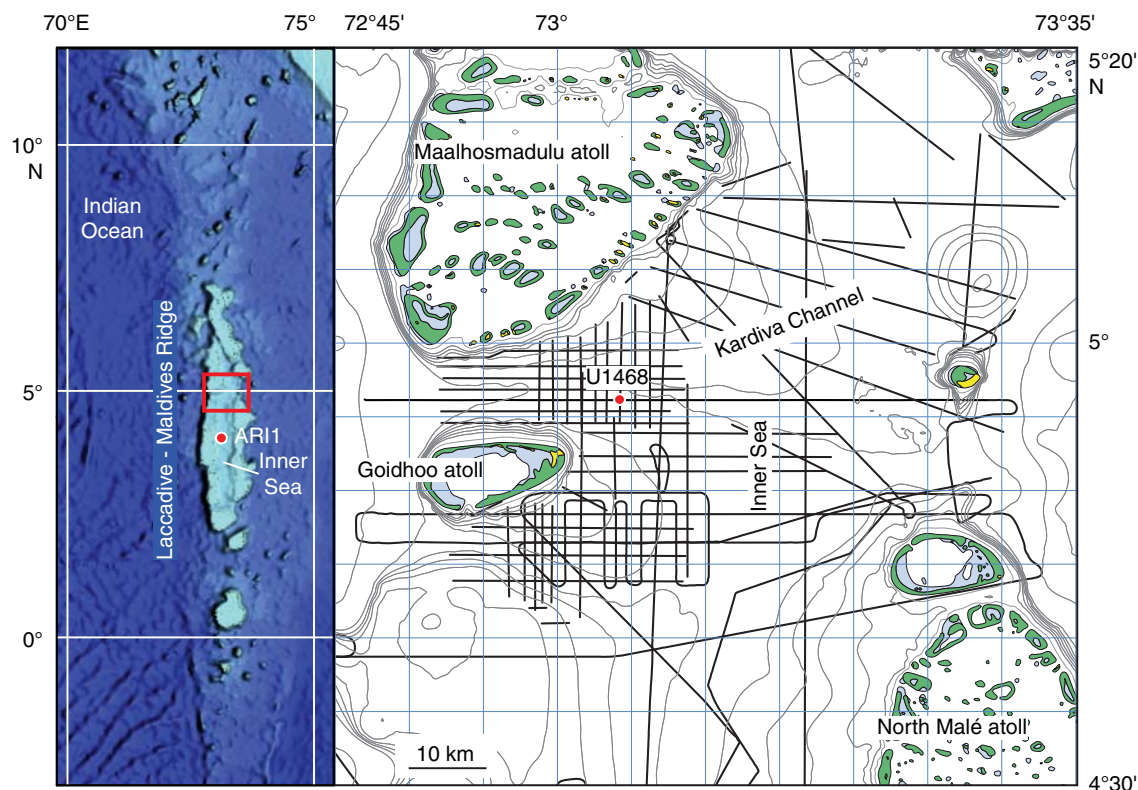 70°E
75°
72°45'
73°
73°35'
5°20'
N
10°
N
Maalhosmadulu atoll
Indian
Ocean
Laccadive - Maldives Ridge
Kardiva Channel
5°
U1468
5°
ARI1
Inner
Sea
Goidhoo atoll
Inner Sea
0°
North Malé atoll
10 km
4°30'